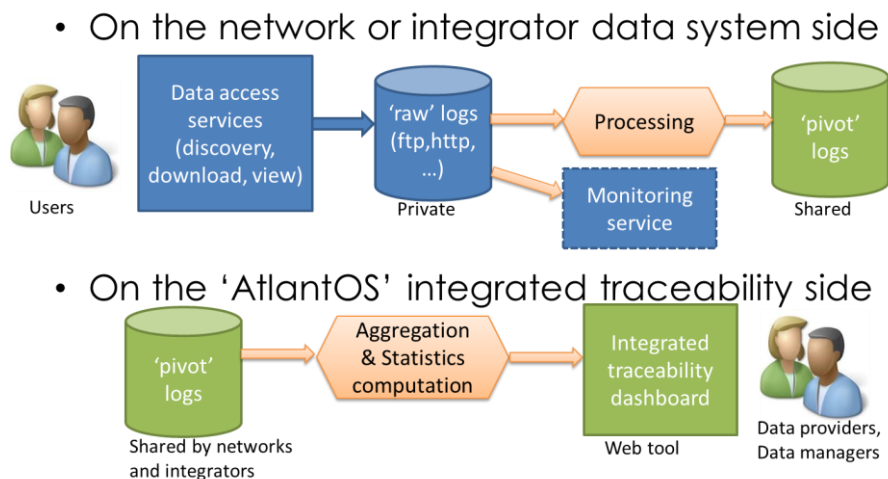 • On the network or integrator data system side
Data access
services
(discovery,
download, view)
Users
‘raw’ logs
(ftp,http,
...)
Private
Processing
Monitoring
service
‘pivot’
logs
Shared
• On the ‘AtlantOS’ integrated traceability side
‘pivot’
logs
Shared by networks
and integrators
Aggregation
& Statistics
computation
Integrated
traceability
dashboard
Web tool
Data providers,
Data managers